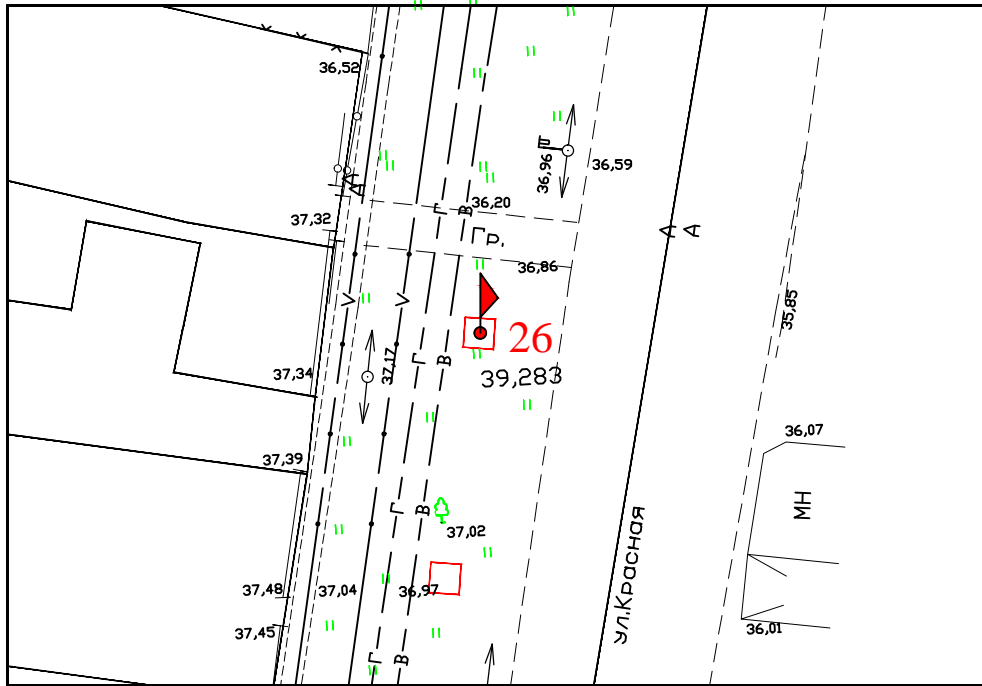 36,52
36,96
П
36,59
36,20
Г
В
37,32
А
А
Гр.
36,86
35,85
V
V
26
37,17
Г
В
37,34
39,283
36,07
37,39
МН
Г
В
37,02
ул.Красная
37,48
37,04
36,97
37,45
36,01
Г
В